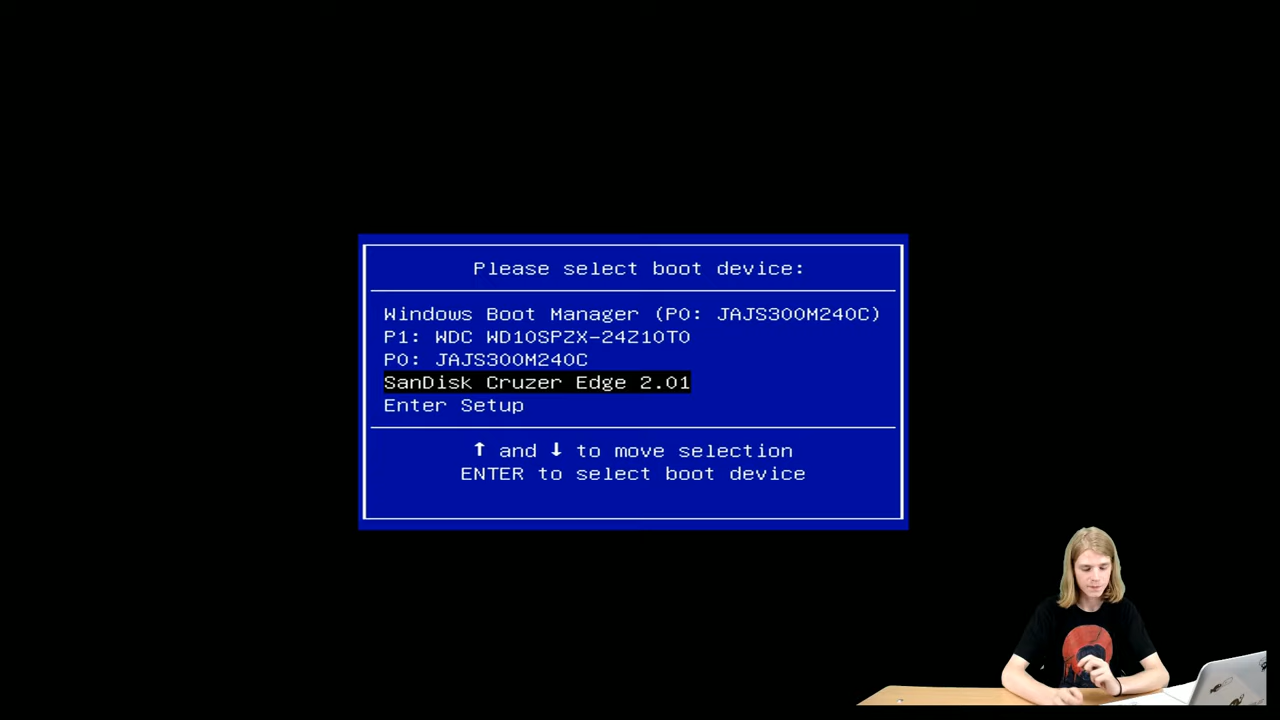 Please select boot device:
Windows Boot Manager (P0: JAJS300M240C)
P1: WDC WD10SPZX-24Z10T0
P0: JAJS300M240C
SanDisk Cruzer Edge 2.01
Enter Setup
↑ and ↓ to move selection
ENTER to select boot device